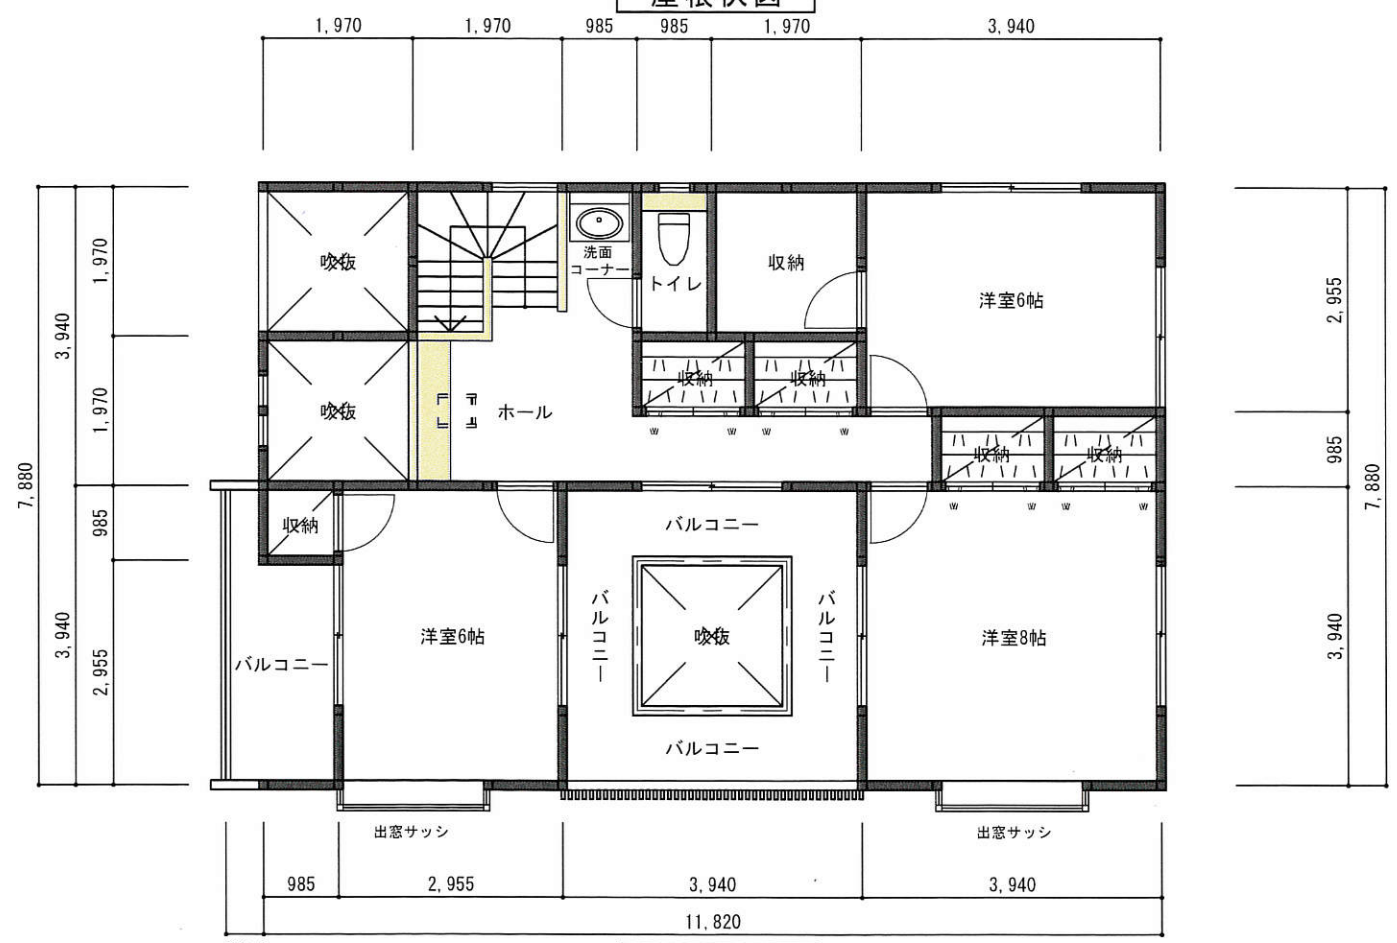 屋根伏図
1,970
1,970
985
985
1,970
3,940
7,880
3,940
1,970
1,970
3,940
985
2,955
吹抜
洗面
コーナー
トイレ
収納
洋室6帖
2,955
985
3,940
7,880
吹抜
ホール
収納
収納
収納
収納
収納
バルコニー
洋室6帖
バルコニー
バルコニー
吹抜
バルコニー
洋室8帖
バルコニー
出窓サッシ
出窓サッシ
985
2,955
3,940
3,940
11,820